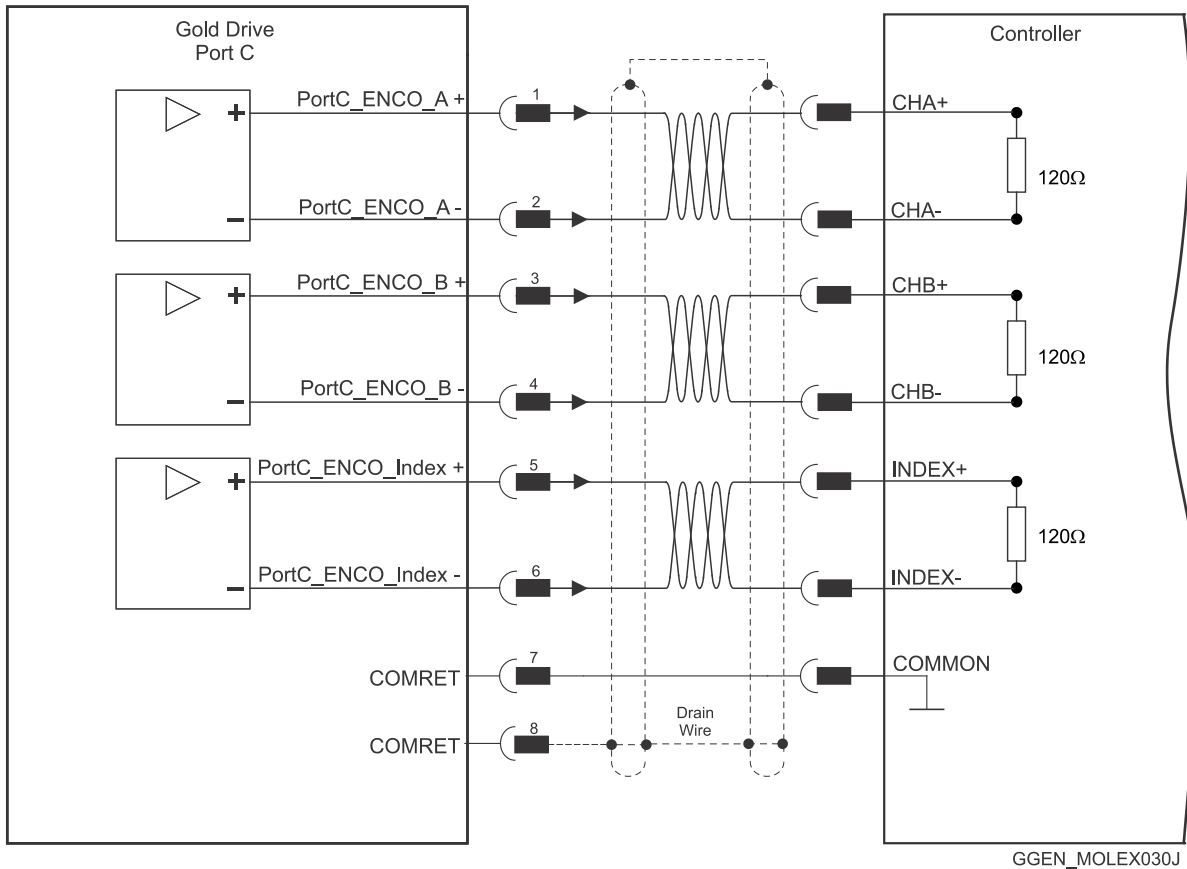 Gold Drive
Port C
Controller
PortC_ENCO_A +
1
CHA+
120Ω
PortC_ENCO_A -
2
CHA-
PortC_ENCO_B +
3
CHB+
120Ω
PortC_ENCO_B -
4
CHB-
PortC_ENCO_Index +
5
INDEX+
120Ω
PortC_ENCO_Index -
6
INDEX-
COMRET
7
COMMON
COMRET
8
Drain
Wire
GGEN_MOLEX030J